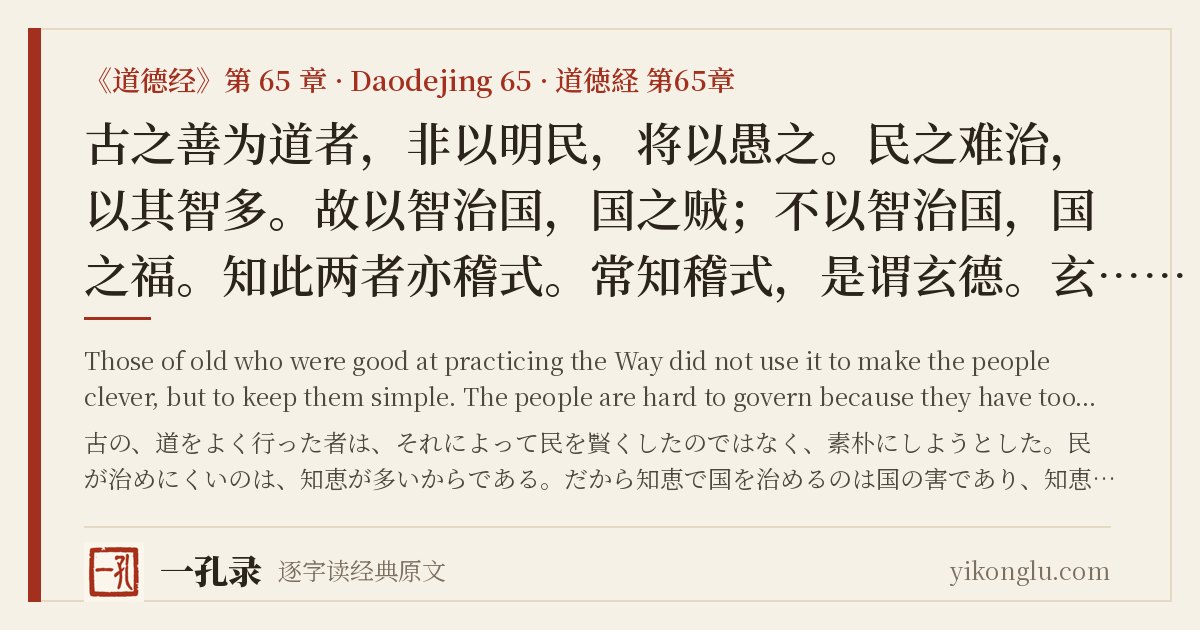 《道德经》第 65 章 · Daodejing 65 · 道徳経 第65章
古之善为道者，非以明民，将以愚之。民之难治，
以其智多。故以智治国，国之贼；不以智治国，国
之福。知此两者亦稽式。常知稽式，是谓玄德。玄……
Those of old who were good at practicing the Way did not use it to make the people
clever, but to keep them simple. The people are hard to govern because they have too...
古の、道をよく行った者は、それによって民を賢くしたのではなく、素朴にしようとした。民
が治めにくいのは、知恵が多いからである。だから知恵で国を治めるのは国の害であり、知恵…
一孔
一孔录 逐字读经典原文
yikonglu.com